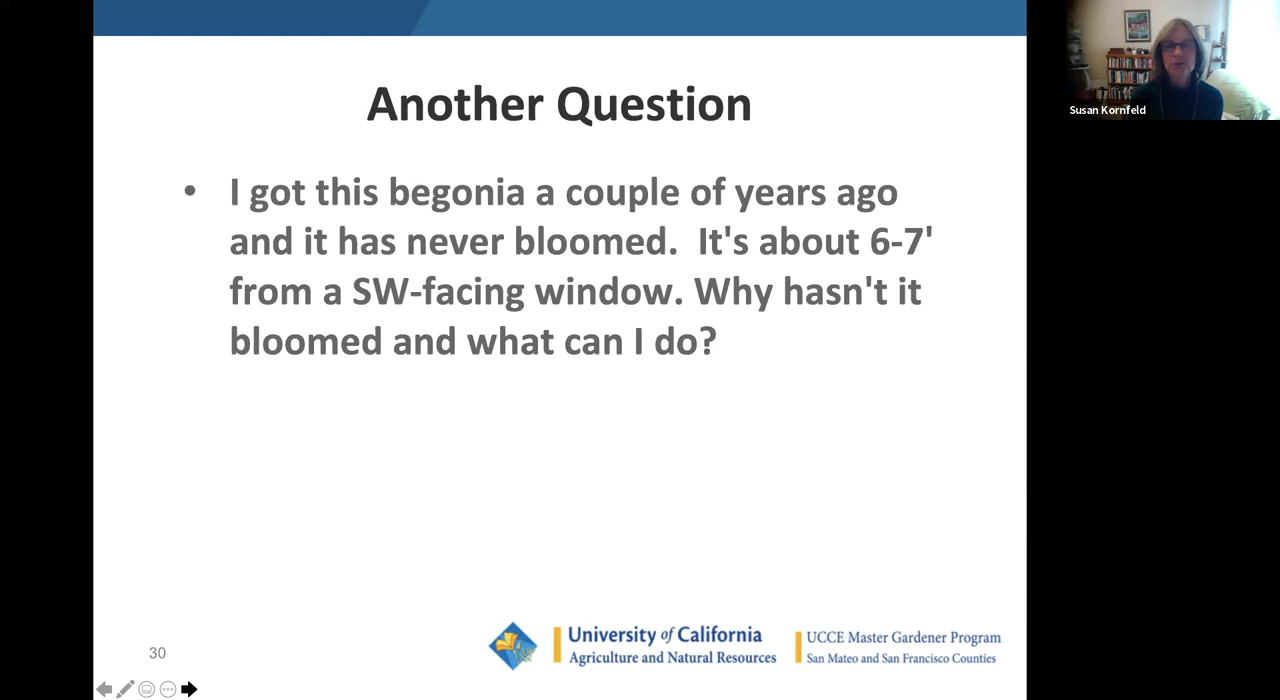 Another Question
• I got this begonia a couple of years ago
and it has never bloomed.  It's about 6-7'
from a SW-facing window. Why hasn't it
bloomed and what can I do?
Susan Kornfeld
30
University of California
Agriculture and Natural Resources
UCCE Master Gardener Program
San Mateo and San Francisco Counties